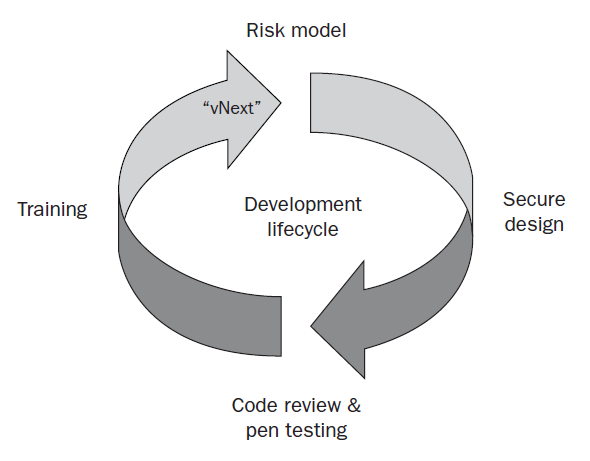 Risk model
“vNext”
Training
Development
lifecycle
Secure
design
Code review &
pen testing